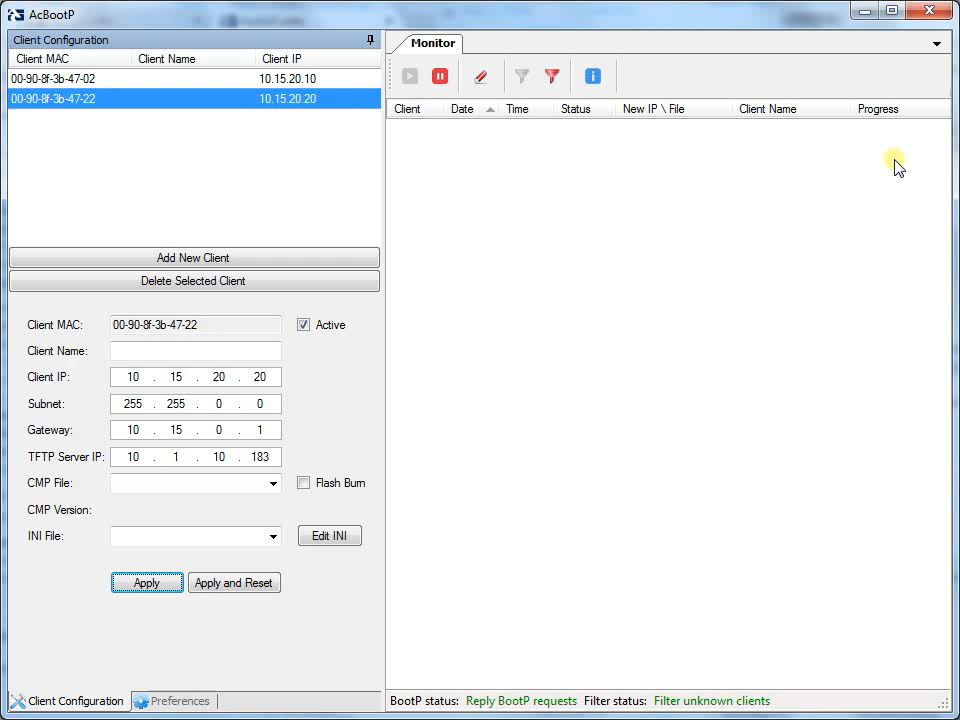 AcBootP
Client Configuration
Client MAC Client Name Client IP
00-90-8f-3b-47-02 10.15.20.10
00-90-8f-3b-47-22 10.15.20.20
Add New Client
Delete Selected Client
Client MAC: 00-90-8f-3b-47-22 Active
Client Name:
Client IP: 10 . 15 . 20 . 20
Subnet: 255 . 255 . 0 . 0
Gateway: 10 . 15 . 0 . 1
TFTP Server IP: 10 . 1 . 10 . 183
CMP File: Flash Burn
CMP Version:
INI File: Edit INI
Apply Apply and Reset
Client Configuration Preferences
Monitor
Client Date Time Status New IP \ File Client Name Progress
BootP status: Reply BootP requests Filter status: Filter unknown clients